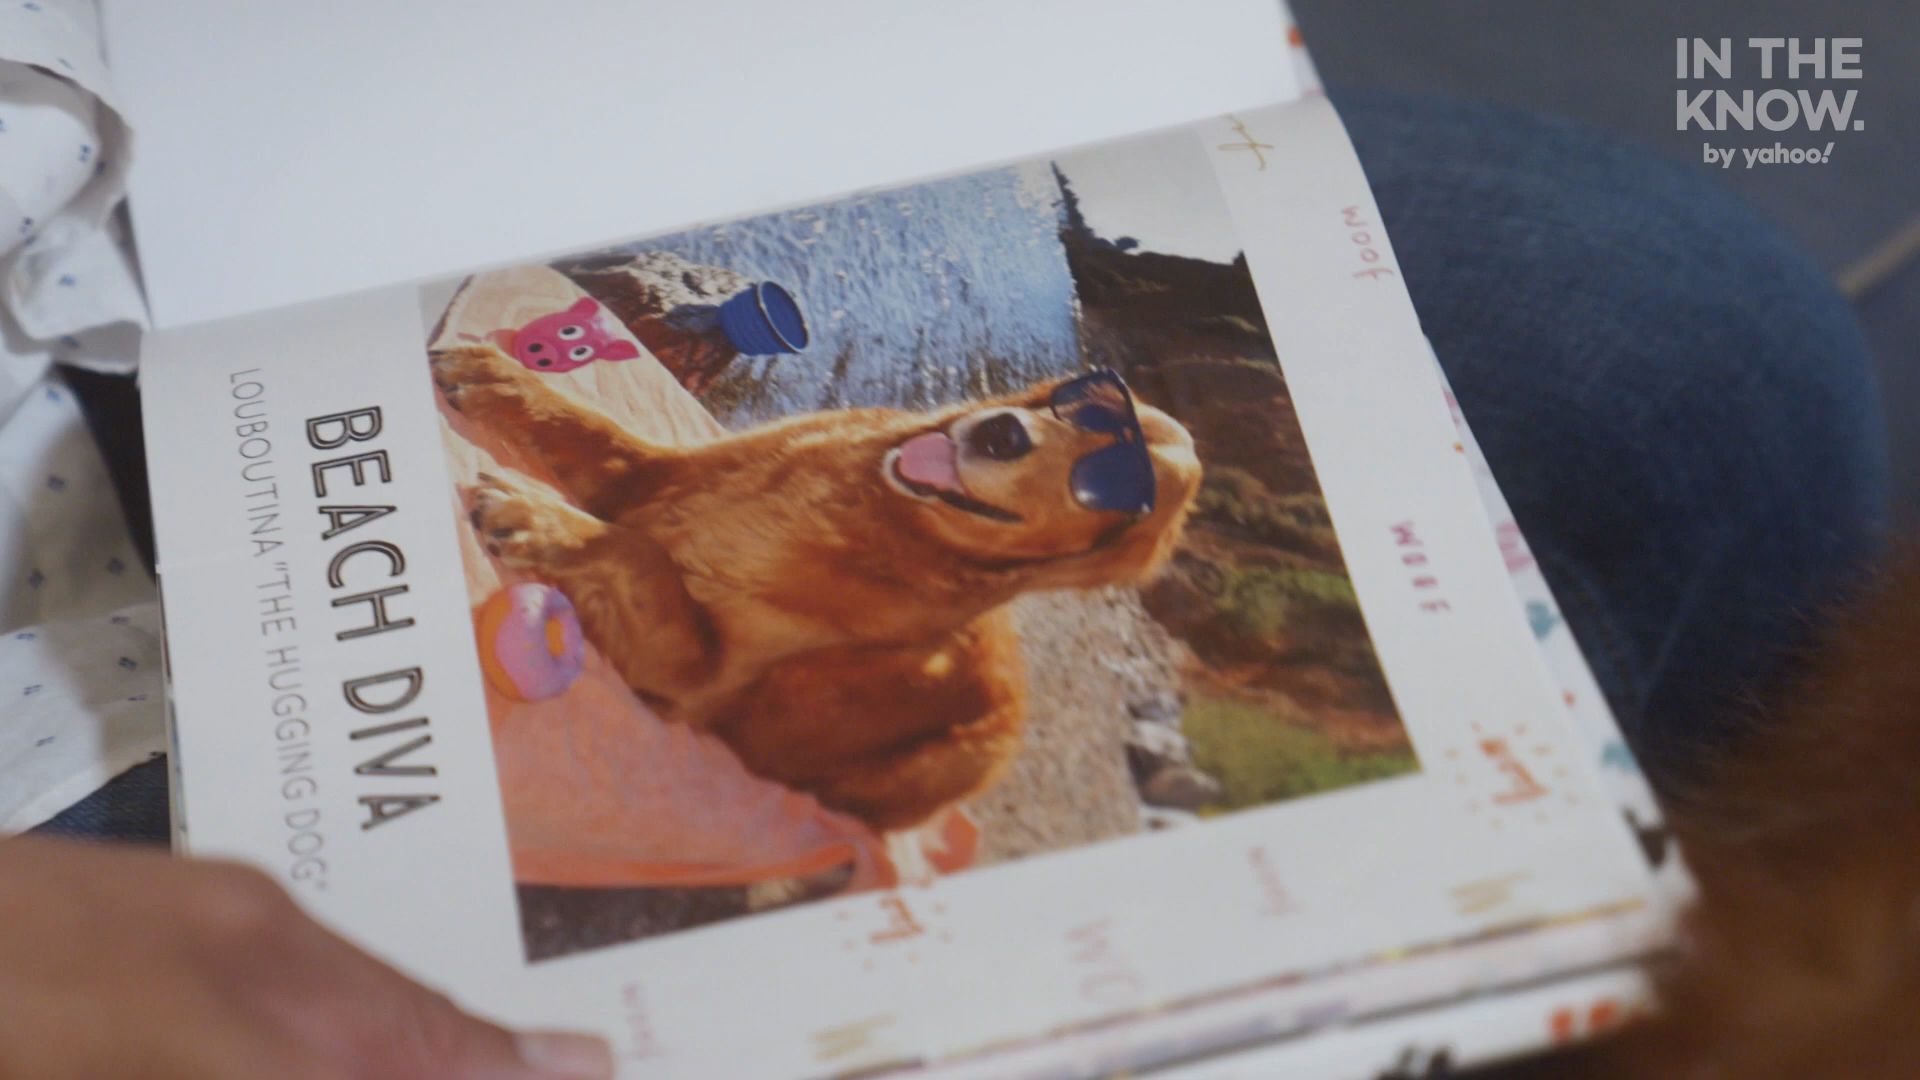 IN THE
KNOW.
by yahoo!
BEACH DIVA
LOUBOUTINA "THE HUGGING DOG"
woof
woof